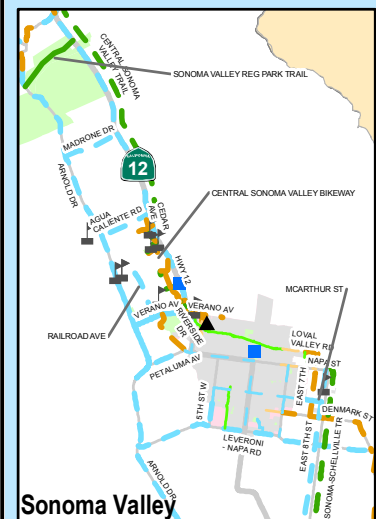 CENTRAL SONOMA
VALLEY TRAIL
SONOMA VALLEY REG PARK TRAIL
MADRONE DR
CALIFORNIA
12
ARNOLD DR
AGUA
CALIENTE RD
CEDAR
AVE
CENTRAL SONOMA VALLEY BIKEWAY
HWY 12
MCARTHUR ST
VERANO AV
VERANO AV
RAILROAD AVE
RIVERSIDE
DR
LOVAL
VALLEY RD
NAPA ST
PETALUMA AV
5TH ST W
EAST 7TH
DENMARK ST
EAST 8TH ST
SONOMA-SCHELLVILLE TR
LEVERONI
- NAPA RD
ARNOLD DR
Sonoma Valley